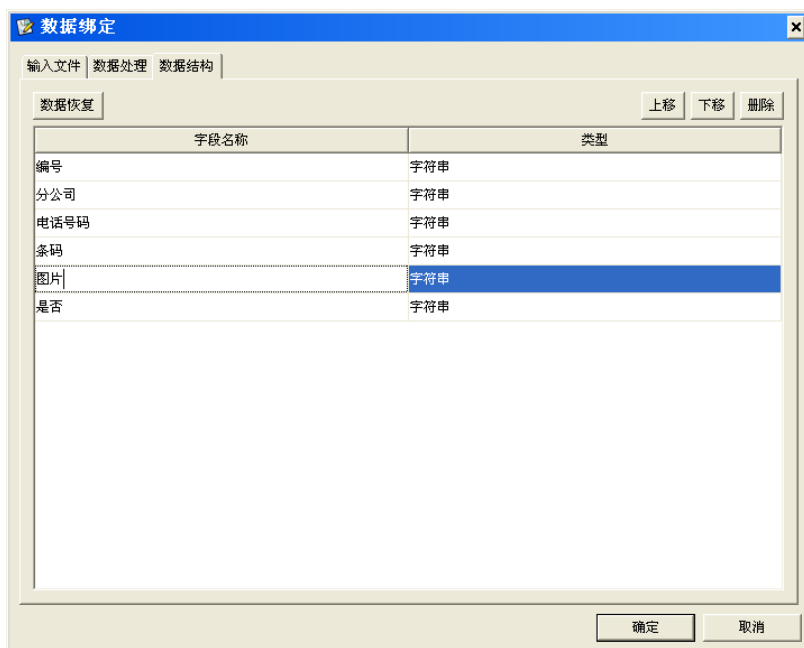 数据绑定
输入文件 数据处理 数据结构
数据恢复 上移 下移 删除
字段名称 类型
编号 字符串
分公司 字符串
电话号码 字符串
条码 字符串
图片 字符串
是否 字符串
确定 取消